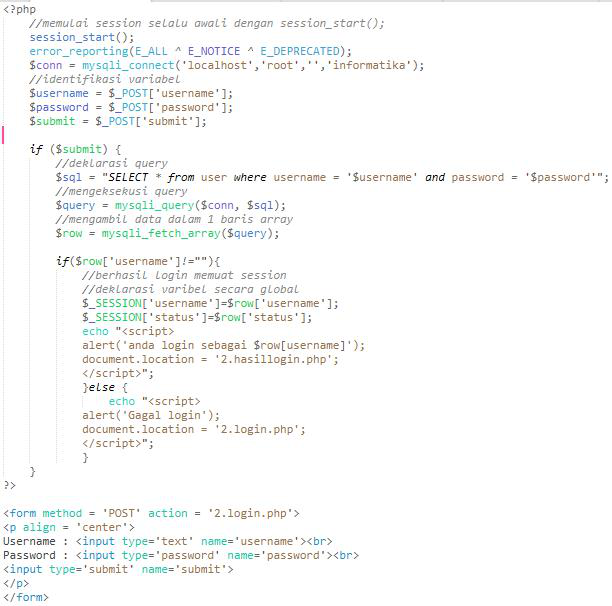 <?php
//memulai session selalu awali dengan session_start();
session_start();
error_reporting(E_ALL ^ E_NOTICE ^ E_DEPRECATED);
$conn = mysqli_connect('localhost','root','','informatika');
//identifikasi variabel
$username = $_POST['username'];
$password = $_POST['password'];
$submit = $_POST['submit'];
if ($submit) {
//deklarasi query
$sql = "SELECT * from user where username = '$username' and password = '$password'";
//mengeksekusi query
$query = mysqli_query($conn, $sql);
//mengambil data dalam 1 baris array
$row = mysqli_fetch_array($query);
if($row['username']!=""){
//berhasil login memuat session
//deklarasi varibel secara global
$_SESSION['username']=$row['username'];
$_SESSION['status']=$row['status'];
echo "<script>
alert('anda login sebagai $row[username]');
document.location = '2.hasillogin.php';
</script>";
}else {
echo "<script>
alert('Gagal login');
document.location = '2.login.php';
</script>";
}
}
?>
<form method = 'POST' action = '2.login.php'>
<p align = 'center'>
Username : <input type='text' name='username'><br>
Password : <input type='password' name='password'><br>
<input type='submit' name='submit'>
</p>
</form>